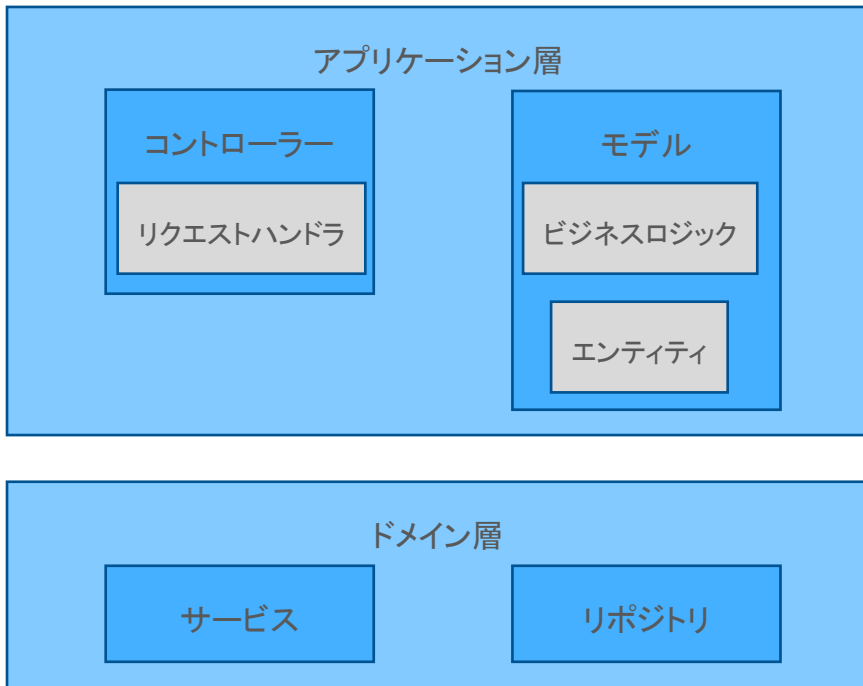 アプリケーション層
コントローラー
リクエストハンドラ
モデル
ビジネスロジック
エンティティ
ドメイン層
サービス
リポジトリ